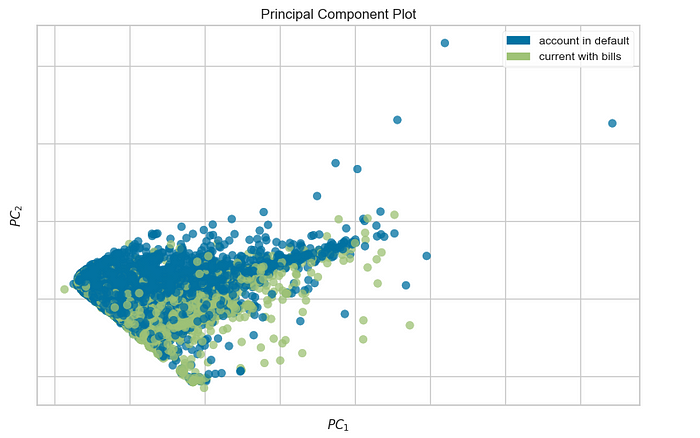 Principal Component Plot
account in default
current with bills
PC₂
PC₁